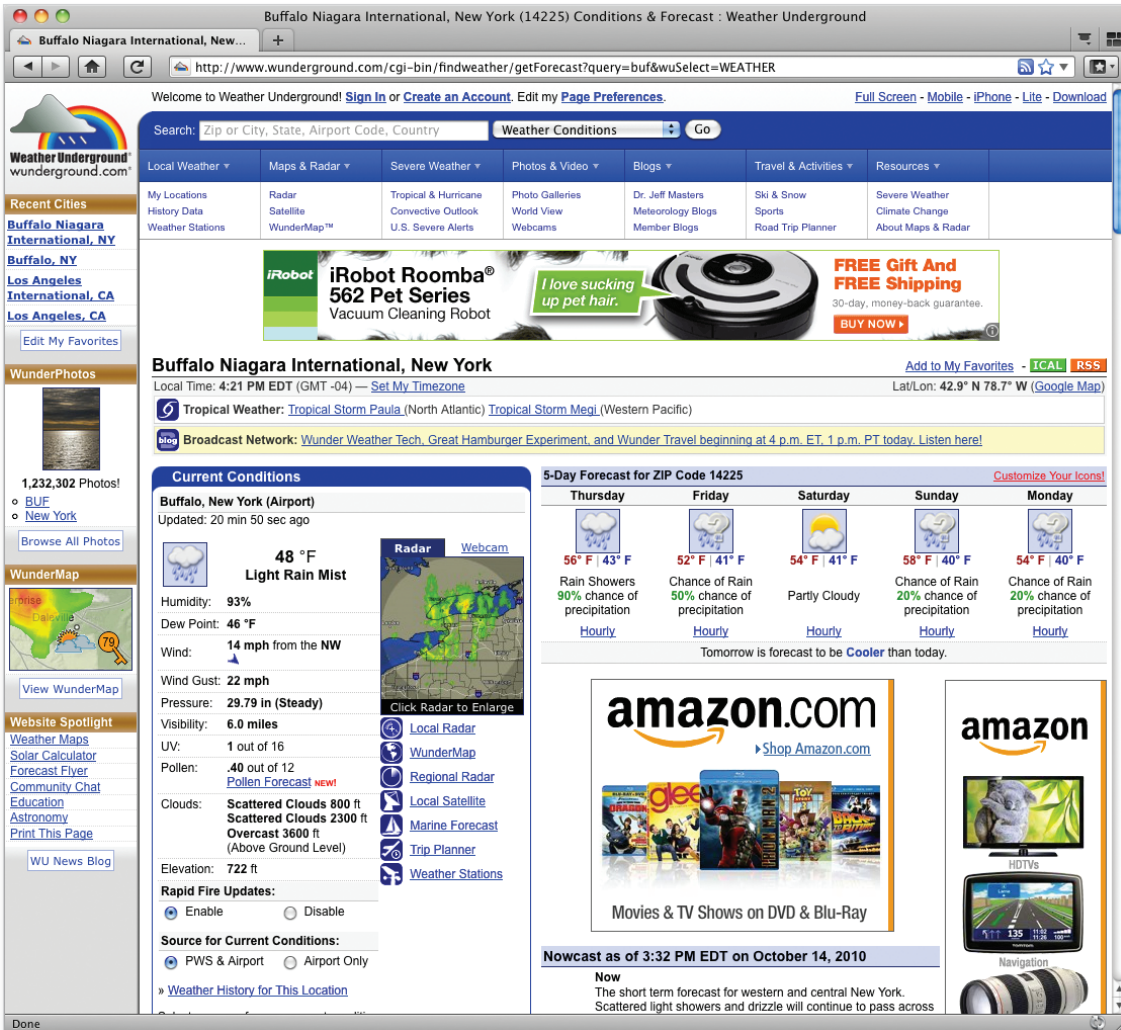 Buffalo Niagara International, New York (14225) Conditions & Forecast : Weather Underground
Buffalo Niagara International, New...
http://www.wunderground.com/cgi-bin/findweather/getForecast?query=buf&wuSelect=WEATHER
Welcome to Weather Underground! Sign In or Create an Account. Edit my Page Preferences.
Full Screen - Mobile - iPhone - Lite - Download
Weather Underground®
wunderground.com®
Search: Zip or City, State, Airport Code, Country Weather Conditions Go
Local Weather Maps & Radar Severe Weather Photos & Video Blogs Travel & Activities Resources
My Locations Radar Tropical & Hurricane Photo Galleries Dr. Jeff Masters Ski & Snow Severe Weather
History Data Satellite Convective Outlook World View Meteorology Blogs Sports Climate Change
Weather Stations WunderMap™ U.S. Severe Alerts Webcams Member Blogs Road Trip Planner About Maps & Radar
Recent Cities
Buffalo Niagara
International, NY
Buffalo, NY
Los Angeles
International, CA
Los Angeles, CA
Edit My Favorites
WunderPhotos
1,232,302 Photos!
BUF
New York
Browse All Photos
WunderMap
erprise
Daleville
79
View WunderMap
Website Spotlight
Weather Maps
Solar Calculator
Forecast Flyer
Community Chat
Education
Astronomy
Print This Page
WU News Blog
iRobot
iRobot Roomba®
562 Pet Series
Vacuum Cleaning Robot
I love sucking
up pet hair.
FREE Gift And
FREE Shipping
30-day, money-back guarantee.
BUY NOW
Buffalo Niagara International, New York
Add to My Favorites - ICAL RSS
Local Time: 4:21 PM EDT (GMT -04) — Set My Timezone
Lat/Lon: 42.9° N 78.7° W (Google Map)
Tropical Weather: Tropical Storm Paula (North Atlantic) Tropical Storm Megi (Western Pacific)
blog Broadcast Network: Wunder Weather Tech, Great Hamburger Experiment, and Wunder Travel beginning at 4 p.m. ET, 1 p.m. PT today. Listen here!
Current Conditions
Buffalo, New York (Airport)
Updated: 20 min 50 sec ago
48 °F
Light Rain Mist
Humidity: 93%
Dew Point: 46 °F
Wind: 14 mph from the NW
Wind Gust: 22 mph
Pressure: 29.79 in (Steady)
Visibility: 6.0 miles
UV: 1 out of 16
Pollen: .40 out of 12
Pollen Forecast NEW!
Clouds: Scattered Clouds 800 ft
Scattered Clouds 2300 ft
Overcast 3600 ft
(Above Ground Level)
Elevation: 722 ft
Rapid Fire Updates:
Enable Disable
Source for Current Conditions:
PWS & Airport Airport Only
» Weather History for This Location
Radar Webcam
Click Radar to Enlarge
Local Radar
WunderMap
Regional Radar
Local Satellite
Marine Forecast
Trip Planner
Weather Stations
5-Day Forecast for ZIP Code 14225
Customize Your Icons!
Thursday Friday Saturday Sunday Monday
56° F | 43° F 52° F | 41° F 54° F | 41° F 58° F | 40° F 54° F | 40° F
Rain Showers Chance of Rain Partly Cloudy Chance of Rain Chance of Rain
90% chance of 50% chance of 20% chance of 20% chance of
precipitation precipitation precipitation precipitation
Hourly Hourly Hourly Hourly Hourly
Tomorrow is forecast to be Cooler than today.
amazon.com
Shop Amazon.com
DRAGON
glee
IRON MAN 2
TOY STORY
BACK TO THE FUTURE
Movies & TV Shows on DVD & Blu-Ray
amazon
HDTVs
135
Navigation
Nowcast as of 3:32 PM EDT on October 14, 2010
Now
The short term forecast for western and central New York.
Scattered light showers and drizzle will continue to pass across
Done